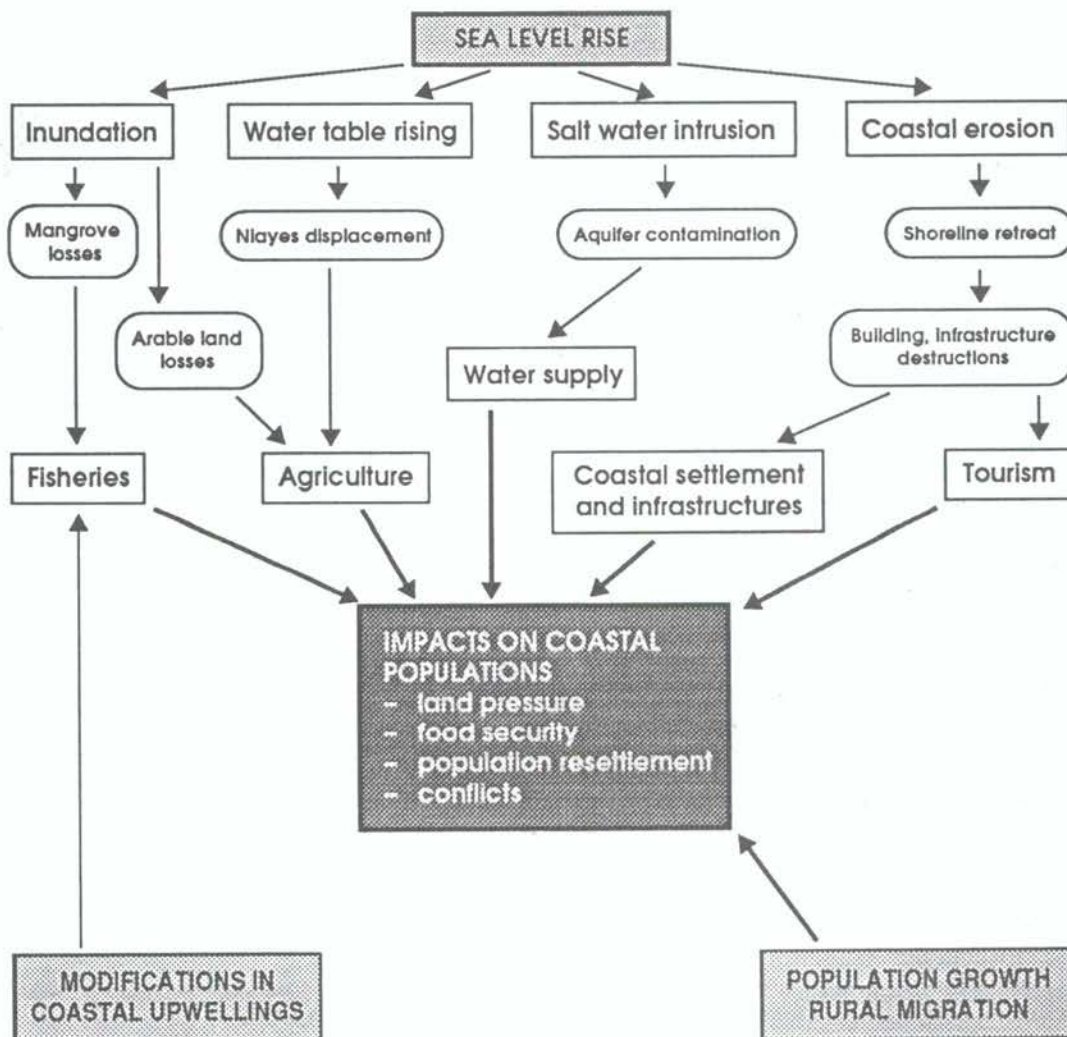 SEA LEVEL RISE
Inundation
Water table rising
Salt water intrusion
Coastal erosion
Mangrove
losses
Niayes displacement
Aquifer contamination
Shoreline retreat
Arable land
losses
Water supply
Building, infrastructure
destructions
Fisheries
Agriculture
Coastal settlement
and infrastructures
Tourism
IMPACTS ON COASTAL
POPULATIONS
- land pressure
- food security
- population resettlement
- conflicts
MODIFICATIONS IN
COASTAL UPWELLINGS
POPULATION GROWTH
RURAL MIGRATION